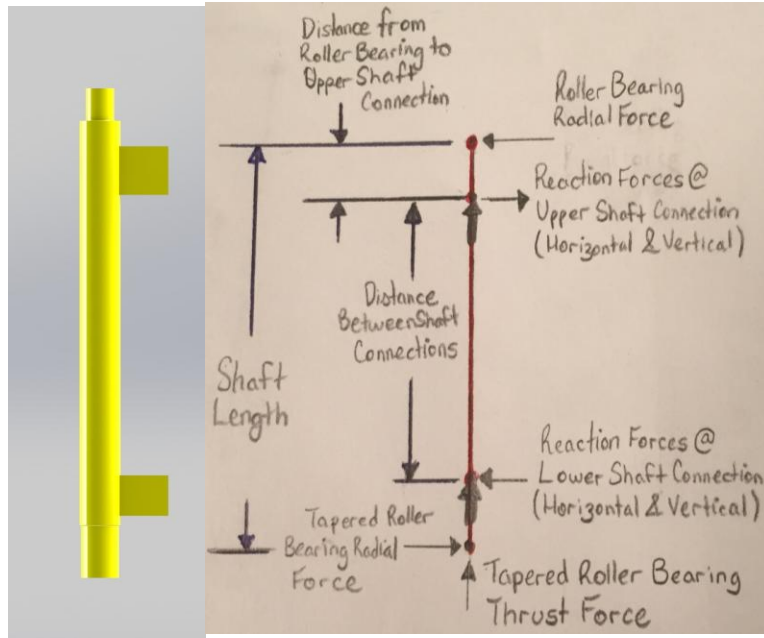 Distance from
Roller Bearing to
Upper Shaft
Connection
Roller Bearing
Radial Force
Reaction Forces @
Upper Shaft Connection
(Horizontal & Vertical)
Distance
Between Shaft
Connections
Shaft
Length
Reaction Forces @
Lower Shaft Connection
(Horizontal & Vertical)
Tapered Roller
Bearing Radial
Force
Tapered Roller Bearing
Thrust Force